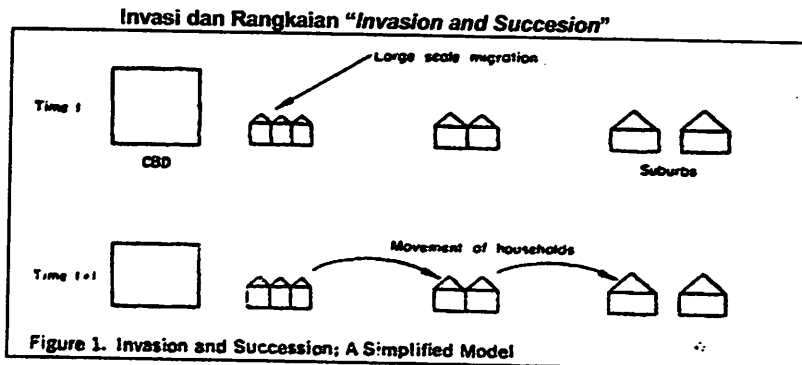 Invasi dan Rangkaian “Invasion and Succesion”
Large scale migration
Time t
CBD
Suburbs
Movement of households
Time t+1
Figure 1. Invasion and Succession; A Simplified Model